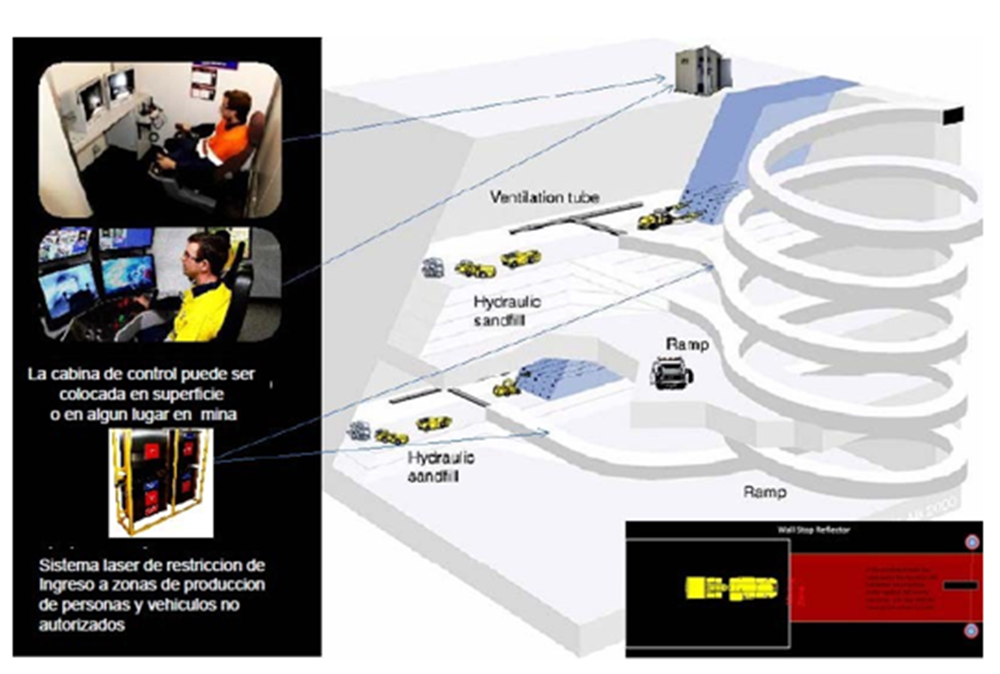 La cabina de control puede ser
colocada en superficie
o en algun lugar en mina
Sistema laser de restriccion de
Ingreso a zonas de produccion
de personas y vehiculos no
autorizados
Ventilation tube
Hydraulic
sandfill
Ramp
Hydraulic
sandfill
Ramp
Wall Stop Reflector